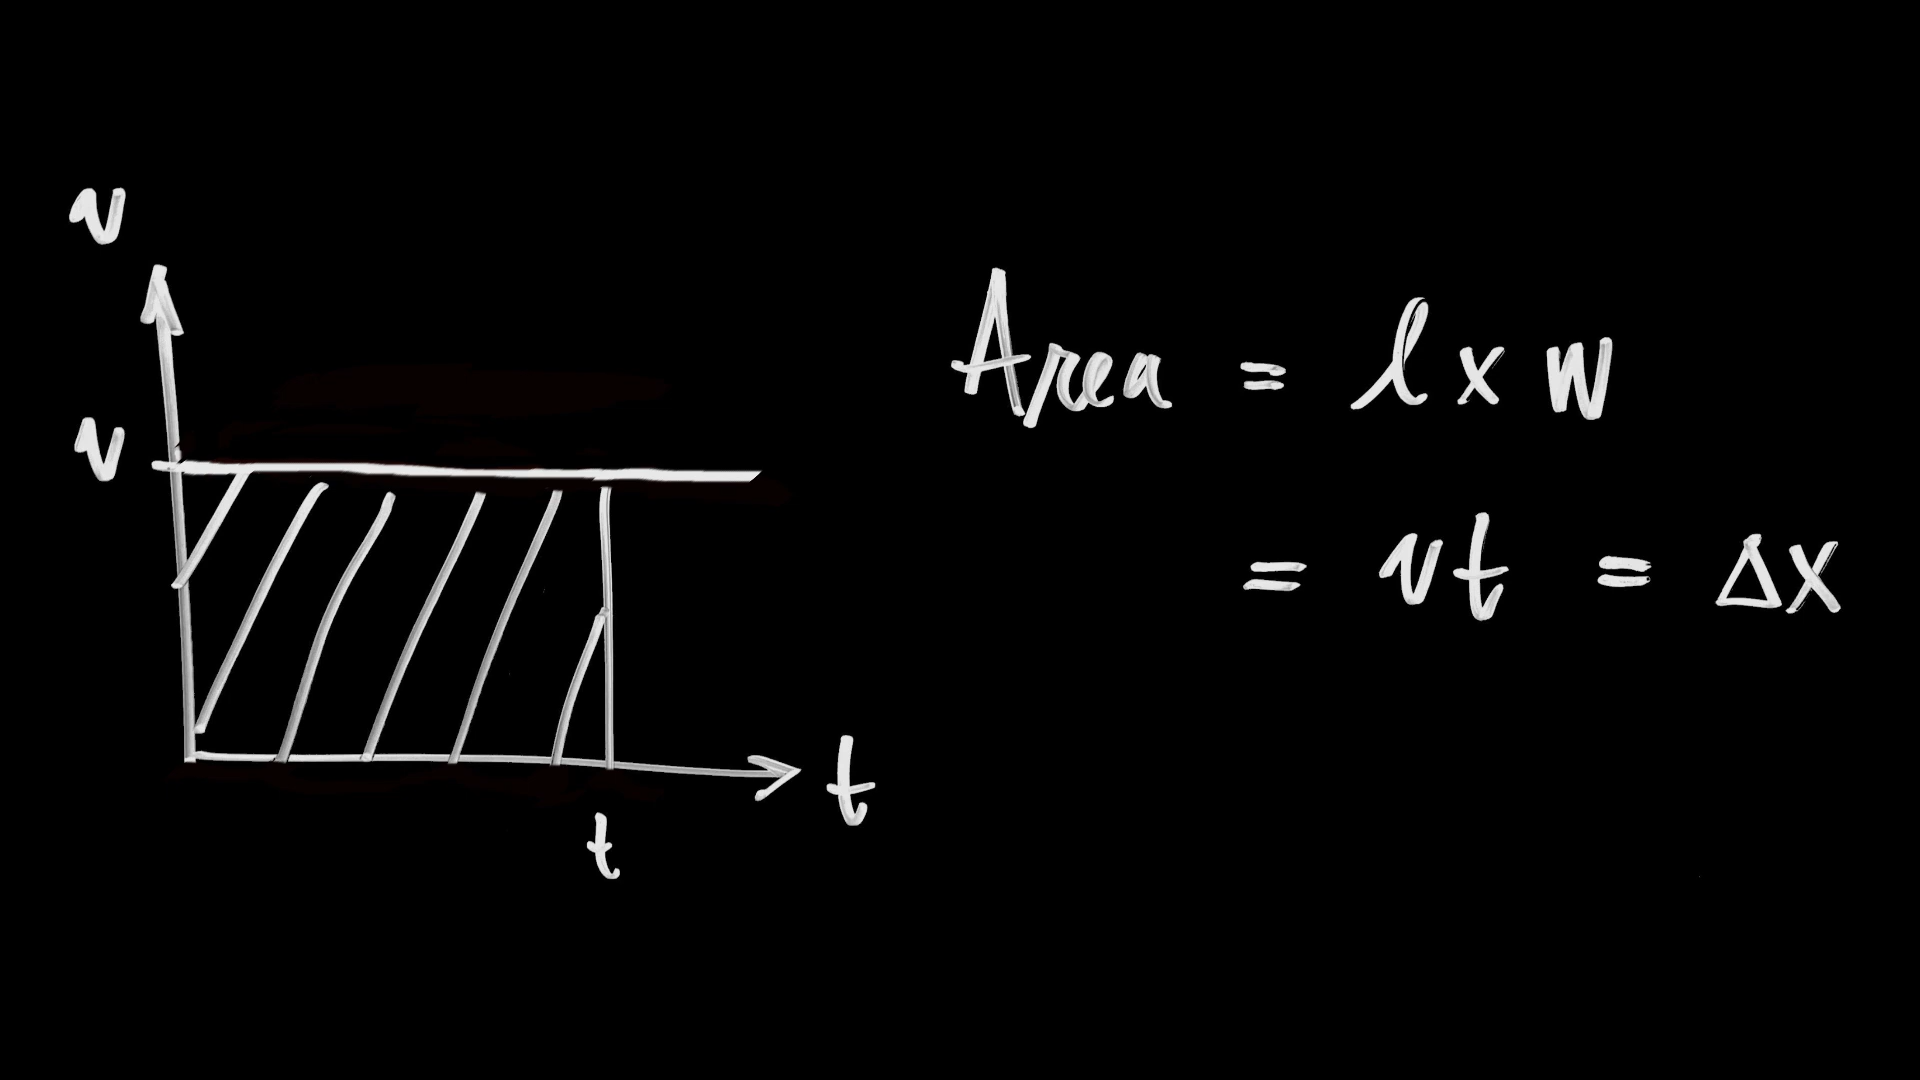 v
v
t
t
Area = l x w
= vt = Δx